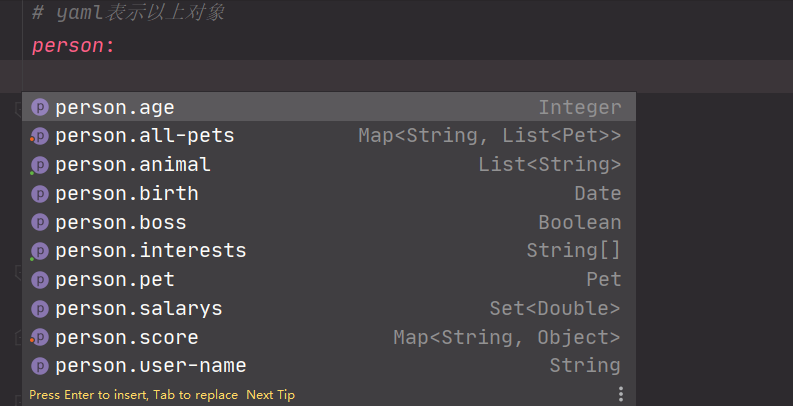 # yaml表示以上对象
person:
p person.age Integer
p person.all-pets Map<String, List<Pet>>
p person.animal List<String>
p person.birth Date
p person.boss Boolean
p person.interests String[]
p person.pet Pet
p person.salarys Set<Double>
p person.score Map<String, Object>
p person.user-name String
Press Enter to insert, Tab to replace Next Tip